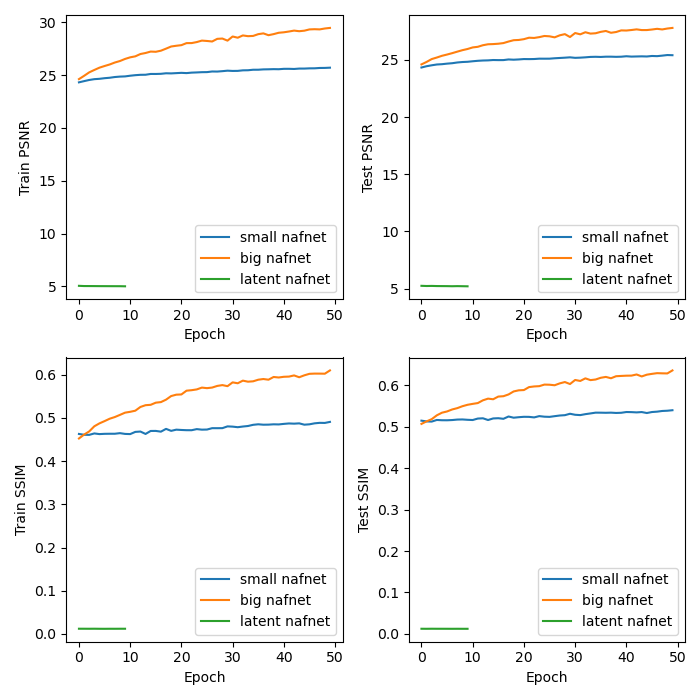 30
25
20
15
10
5
Train PSNR
0 10 20 30 40 50
Epoch
small nafnet
big nafnet
latent nafnet
25
20
15
10
5
Test PSNR
0 10 20 30 40 50
Epoch
small nafnet
big nafnet
latent nafnet
0.6
0.5
0.4
0.3
0.2
0.1
0.0
Train SSIM
0 10 20 30 40 50
Epoch
small nafnet
big nafnet
latent nafnet
0.6
0.5
0.4
0.3
0.2
0.1
0.0
Test SSIM
0 10 20 30 40 50
Epoch
small nafnet
big nafnet
latent nafnet